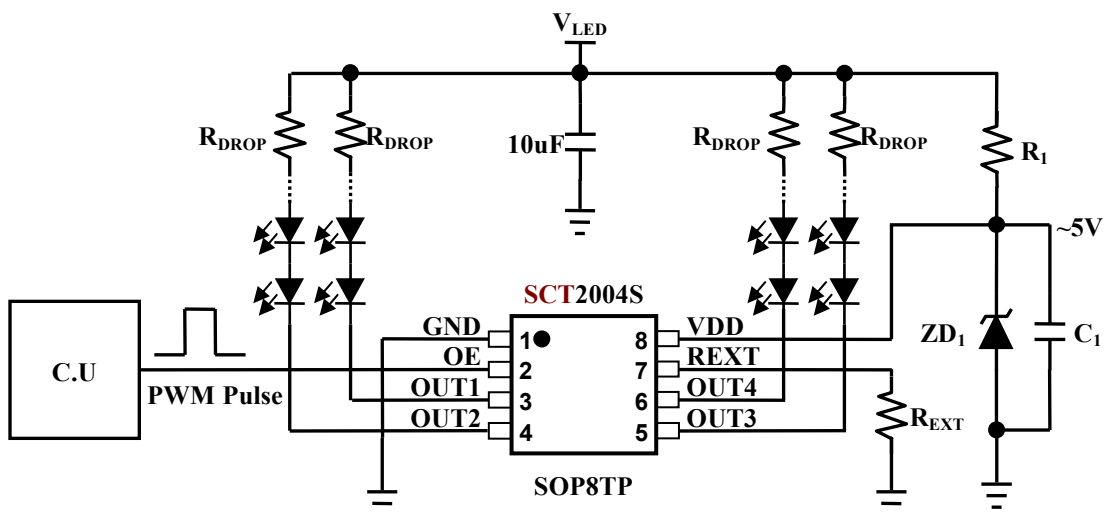 VLED
RDROP
RDROP
10uF
RDROP
RDROP
R1
~5V
SCT2004S
GND
1
8
VDD
ZD1
C1
C.U
PWM Pulse
OE
2
7
REXT
OUT1
3
6
OUT4
OUT2
4
5
OUT3
REXT
SOP8TP